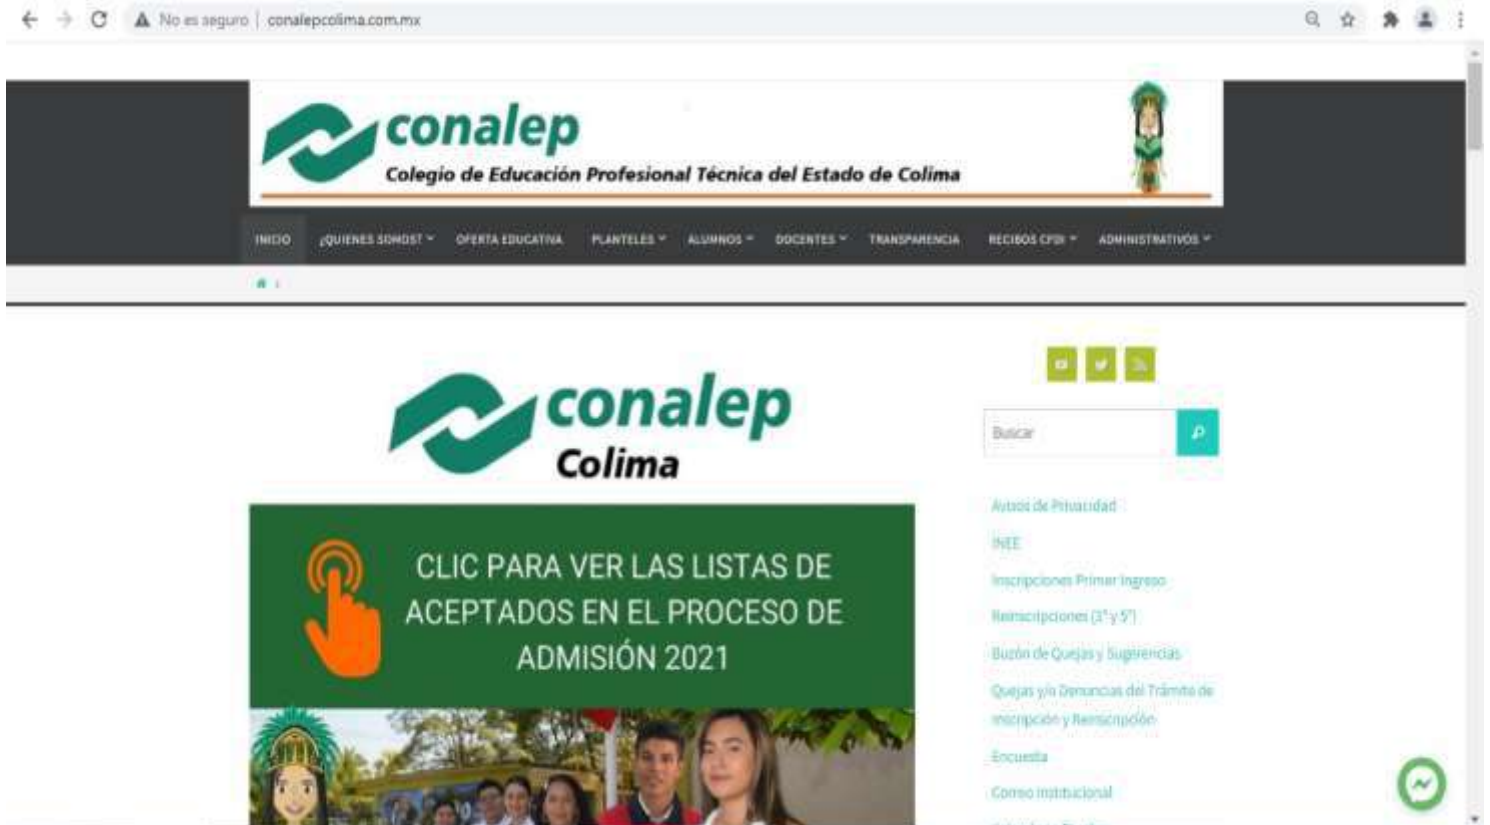 No es seguro | conalepcolima.com.mx
conalep
Colegio de Educación Profesional Técnica del Estado de Colima
INICIO ¿QUIENES SOMOS? OFERTA EDUCATIVA PLANTELES ALUMNOS DOCENTES TRANSPARENCIA RECIBOS CFDI ADMINISTRATIVOS
conalep
Colima
Buscar
CLIC PARA VER LAS LISTAS DE
ACEPTADOS EN EL PROCESO DE
ADMISIÓN 2021
Avisos de Privacidad
INEE
Inscripciones Primer Ingreso
Reinscripciones (3° y 5°)
Buzón de Quejas y Sugerencias
Quejas y/o Denuncias del Trámite de
Inscripción y Reinscripción
Encuesta
Correo Institucional